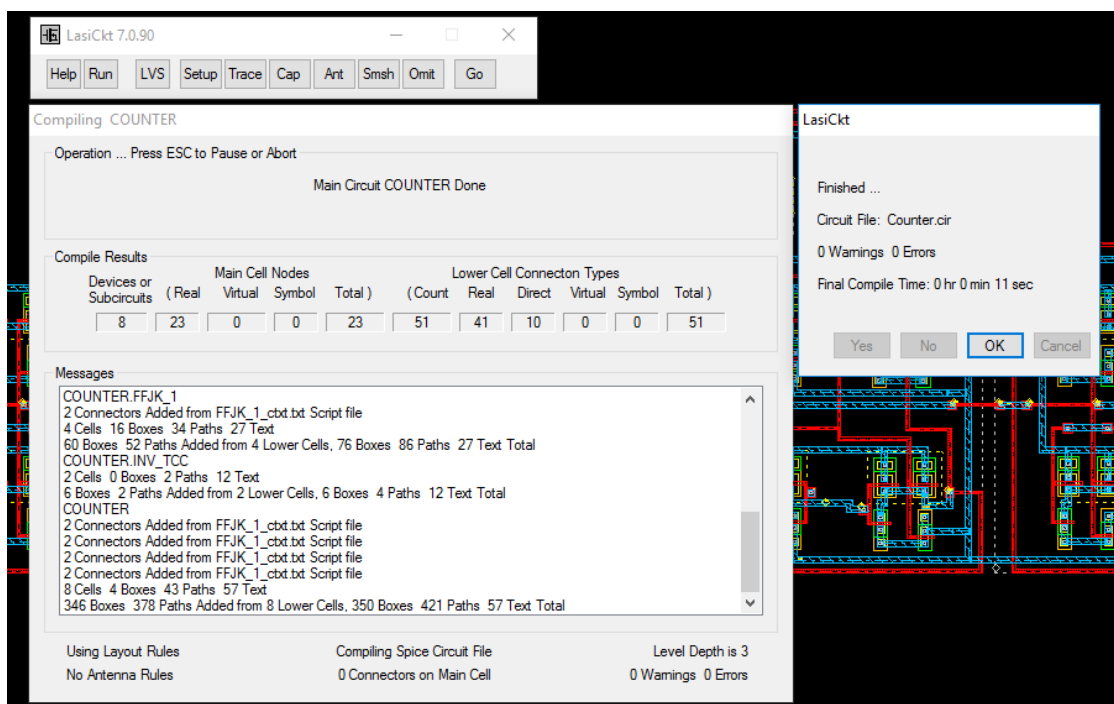 LasiCkt 7.0.90
Help Run LVS Setup Trace Cap Ant Smsh Omit Go
Compiling COUNTER
Operation ... Press ESC to Pause or Abort
Main Circuit COUNTER Done
Compile Results
Devices or Subcircuits
Main Cell Nodes
( Real Virtual Symbol Total )
Lower Cell Connecton Types
(Count Real Direct Virtual Symbol Total )
8 23 0 0 23 51 41 10 0 0 51
Messages
COUNTER.FFJK_1
2 Connectors Added from FFJK_1_ctxt.txt Script file
4 Cells 16 Boxes 34 Paths 27 Text
60 Boxes 52 Paths Added from 4 Lower Cells, 76 Boxes 86 Paths 27 Text Total
COUNTER.INV_TCC
2 Cells 0 Boxes 2 Paths 12 Text
6 Boxes 2 Paths Added from 2 Lower Cells, 6 Boxes 4 Paths 12 Text Total
COUNTER
2 Connectors Added from FFJK_1_ctxt.txt Script file
2 Connectors Added from FFJK_1_ctxt.txt Script file
2 Connectors Added from FFJK_1_ctxt.txt Script file
2 Connectors Added from FFJK_1_ctxt.txt Script file
8 Cells 4 Boxes 43 Paths 57 Text
346 Boxes 378 Paths Added from 8 Lower Cells, 350 Boxes 421 Paths 57 Text Total
Using Layout Rules Compiling Spice Circuit File Level Depth is 3
No Antenna Rules 0 Connectors on Main Cell 0 Warnings 0 Errors
LasiCkt
Finished ...
Circuit File: Counter.cir
0 Warnings 0 Errors
Final Compile Time: 0 hr 0 min 11 sec
Yes No OK Cancel